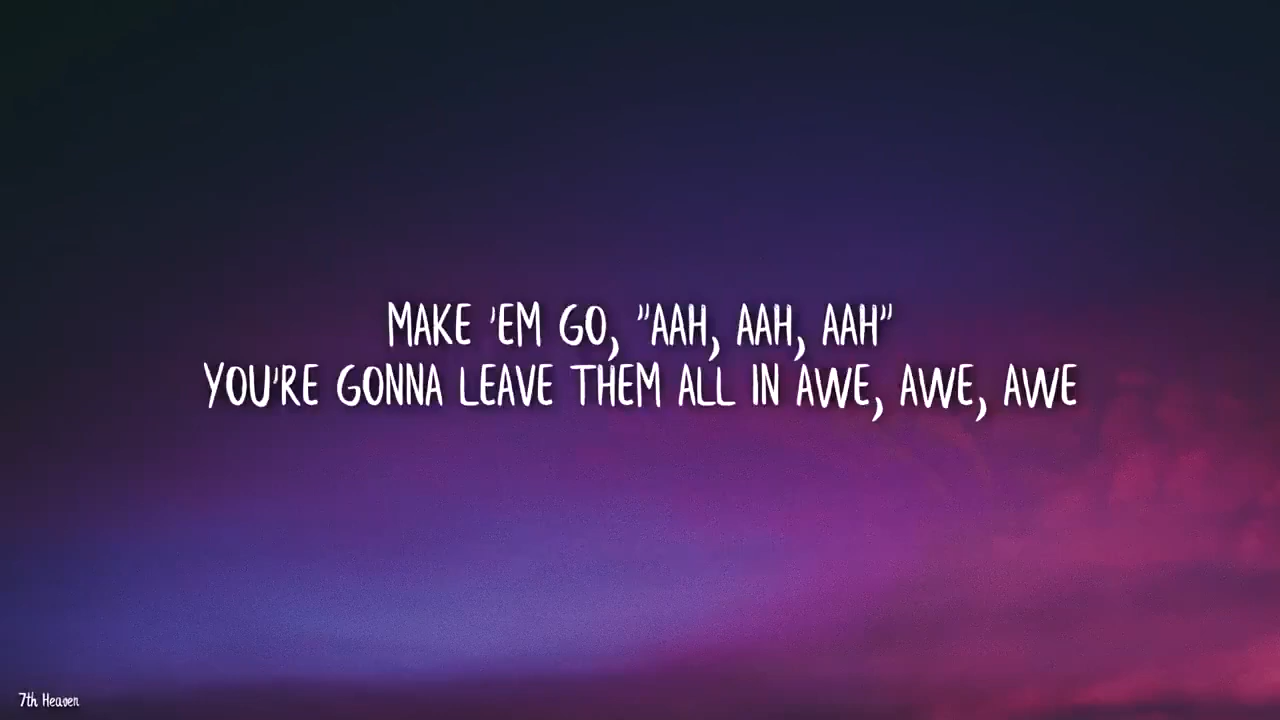 MAKE 'EM GO, "AAH, AAH, AAH"
YOU'RE GONNA LEAVE THEM ALL IN AWE, AWE, AWE
7th Heaven